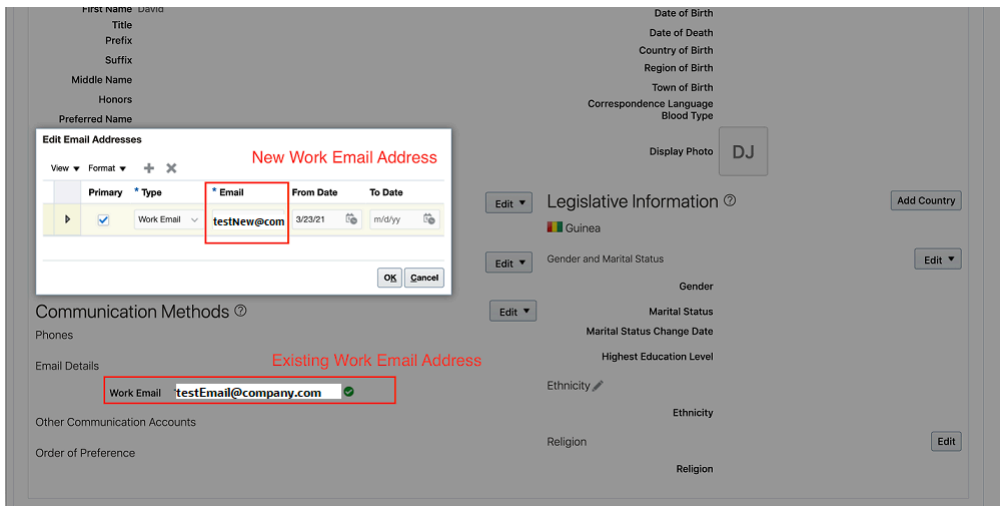 First Name David
Title
Prefix
Suffix
Middle Name
Honors
Preferred Name
Date of Birth
Date of Death
Country of Birth
Region of Birth
Town of Birth
Correspondence Language
Blood Type
Display Photo DJ
Edit Email Addresses
New Work Email Address
View Format
Primary * Type * Email From Date To Date
Work Email testNew@com 3/23/21 m/d/yy
OK Cancel
Edit Legislative Information Add Country
Guinea
Edit Gender and Marital Status Edit
Gender
Communication Methods Edit
Marital Status
Phones
Marital Status Change Date
Email Details
Existing Work Email Address
Highest Education Level
Work Email testEmail@company.com
Ethnicity
Ethnicity
Other Communication Accounts
Order of Preference
Religion Edit
Religion